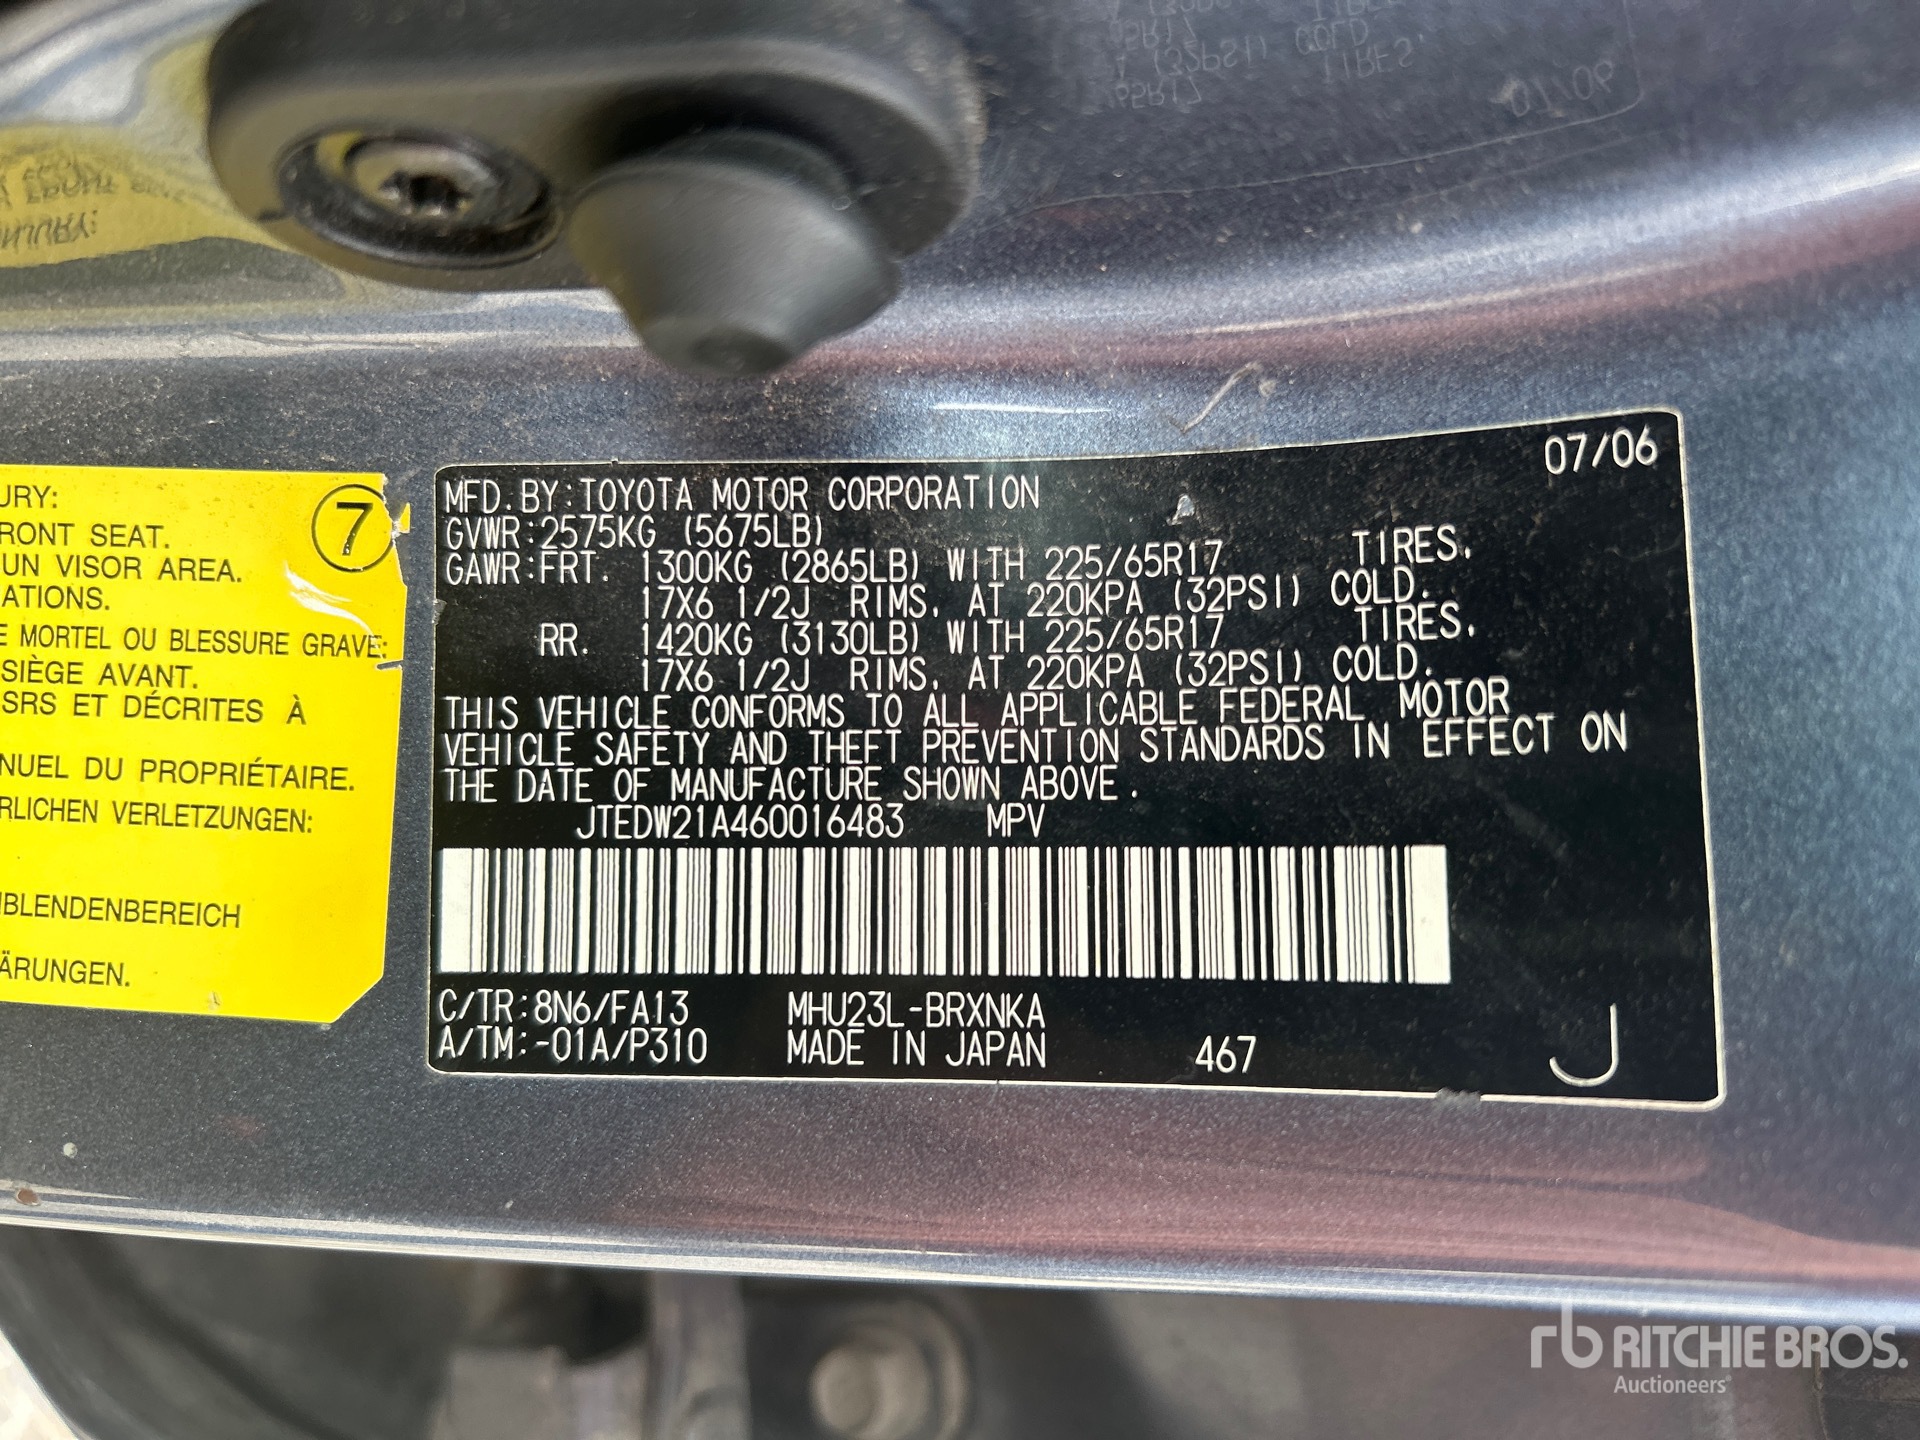 07/06
MFD. BY: TOYOTA MOTOR CORPORATION
GVWR: 2575KG (5675LB)
GAWR: FRT. 1300KG (2865LB) WITH 225/65R17 TIRES.
17X6 1/2J RIMS, AT 220KPA (32PSI) COLD.
RR. 1420KG (3130LB) WITH 225/65R17 TIRES.
17X6 1/2J RIMS, AT 220KPA (32PSI) COLD.
THIS VEHICLE CONFORMS TO ALL APPLICABLE FEDERAL MOTOR
VEHICLE SAFETY AND THEFT PREVENTION STANDARDS IN EFFECT ON
THE DATE OF MANUFACTURE SHOWN ABOVE.
JTEDW21A460016483 MPV
C/TR: 8N6/FA13 MHU23L-BRXNKA
A/TM: -01A/P310 MADE IN JAPAN 467 J
URY:
RONT SEAT.
UN VISOR AREA.
ATIONS.
7
E MORTEL OU BLESSURE GRAVE:
SIÈGE AVANT.
SRS ET DÉCRITES À
NUEL DU PROPRIÉTAIRE.
RLICHEN VERLETZUNGEN:
BLENDENBEREICH
ÄRUNGEN.
rb RITCHIE BROS.
Auctioneers